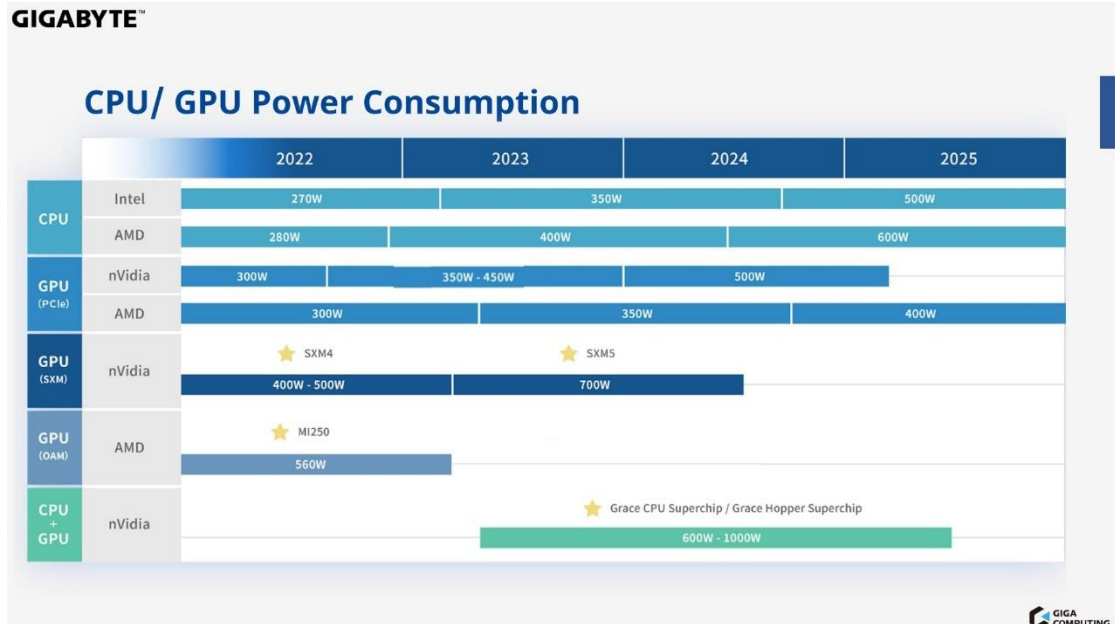 GIGABYTE™
CPU/ GPU Power Consumption
2022 2023 2024 2025
CPU
Intel 270W 350W 500W
AMD 280W 400W 600W
GPU
(PCIe)
nVidia 300W 350W - 450W 500W
AMD 300W 350W 400W
GPU
(SXM)
nVidia
SXM4 SXM5
400W - 500W 700W
GPU
(OAM)
AMD
MI250
560W
CPU
+
GPU
nVidia
Grace CPU Superchip / Grace Hopper Superchip
600W - 1000W
GIGA
COMPUTING